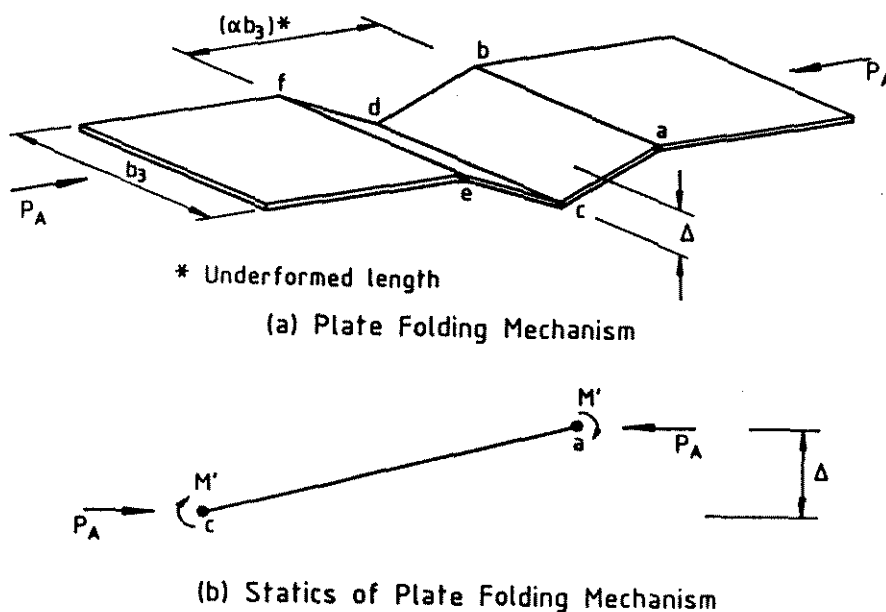 (αb₃)*
b
P_A
f
d
a
b₃
e
c
P_A
Δ
* Underformed length
(a) Plate Folding Mechanism
M'
a
P_A
Δ
M'
P_A
c
(b) Statics of Plate Folding Mechanism